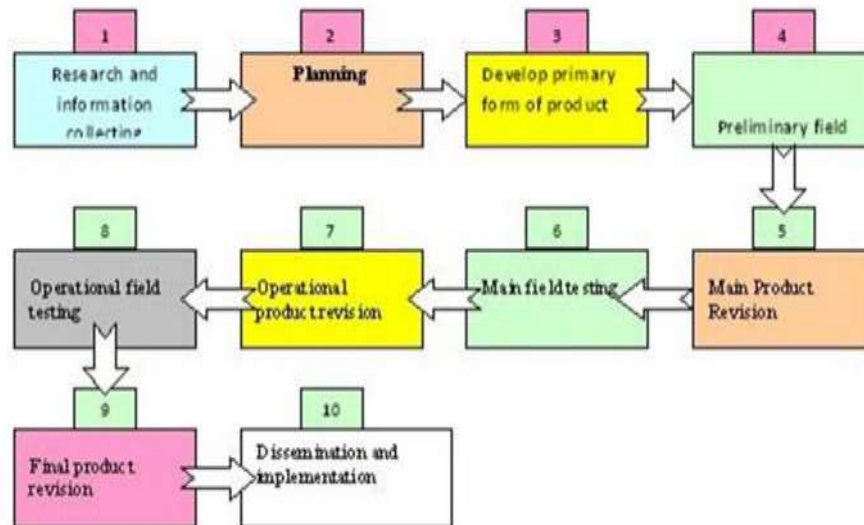 1
Research and
information
collecting
2
Planning
3
Develop primary
form of product
4
Preliminary field
5
Main Product
Revision
6
Main field testing
7
Operational
product revision
8
Operational field
testing
9
Final product
revision
10
Dissemination and
implementation